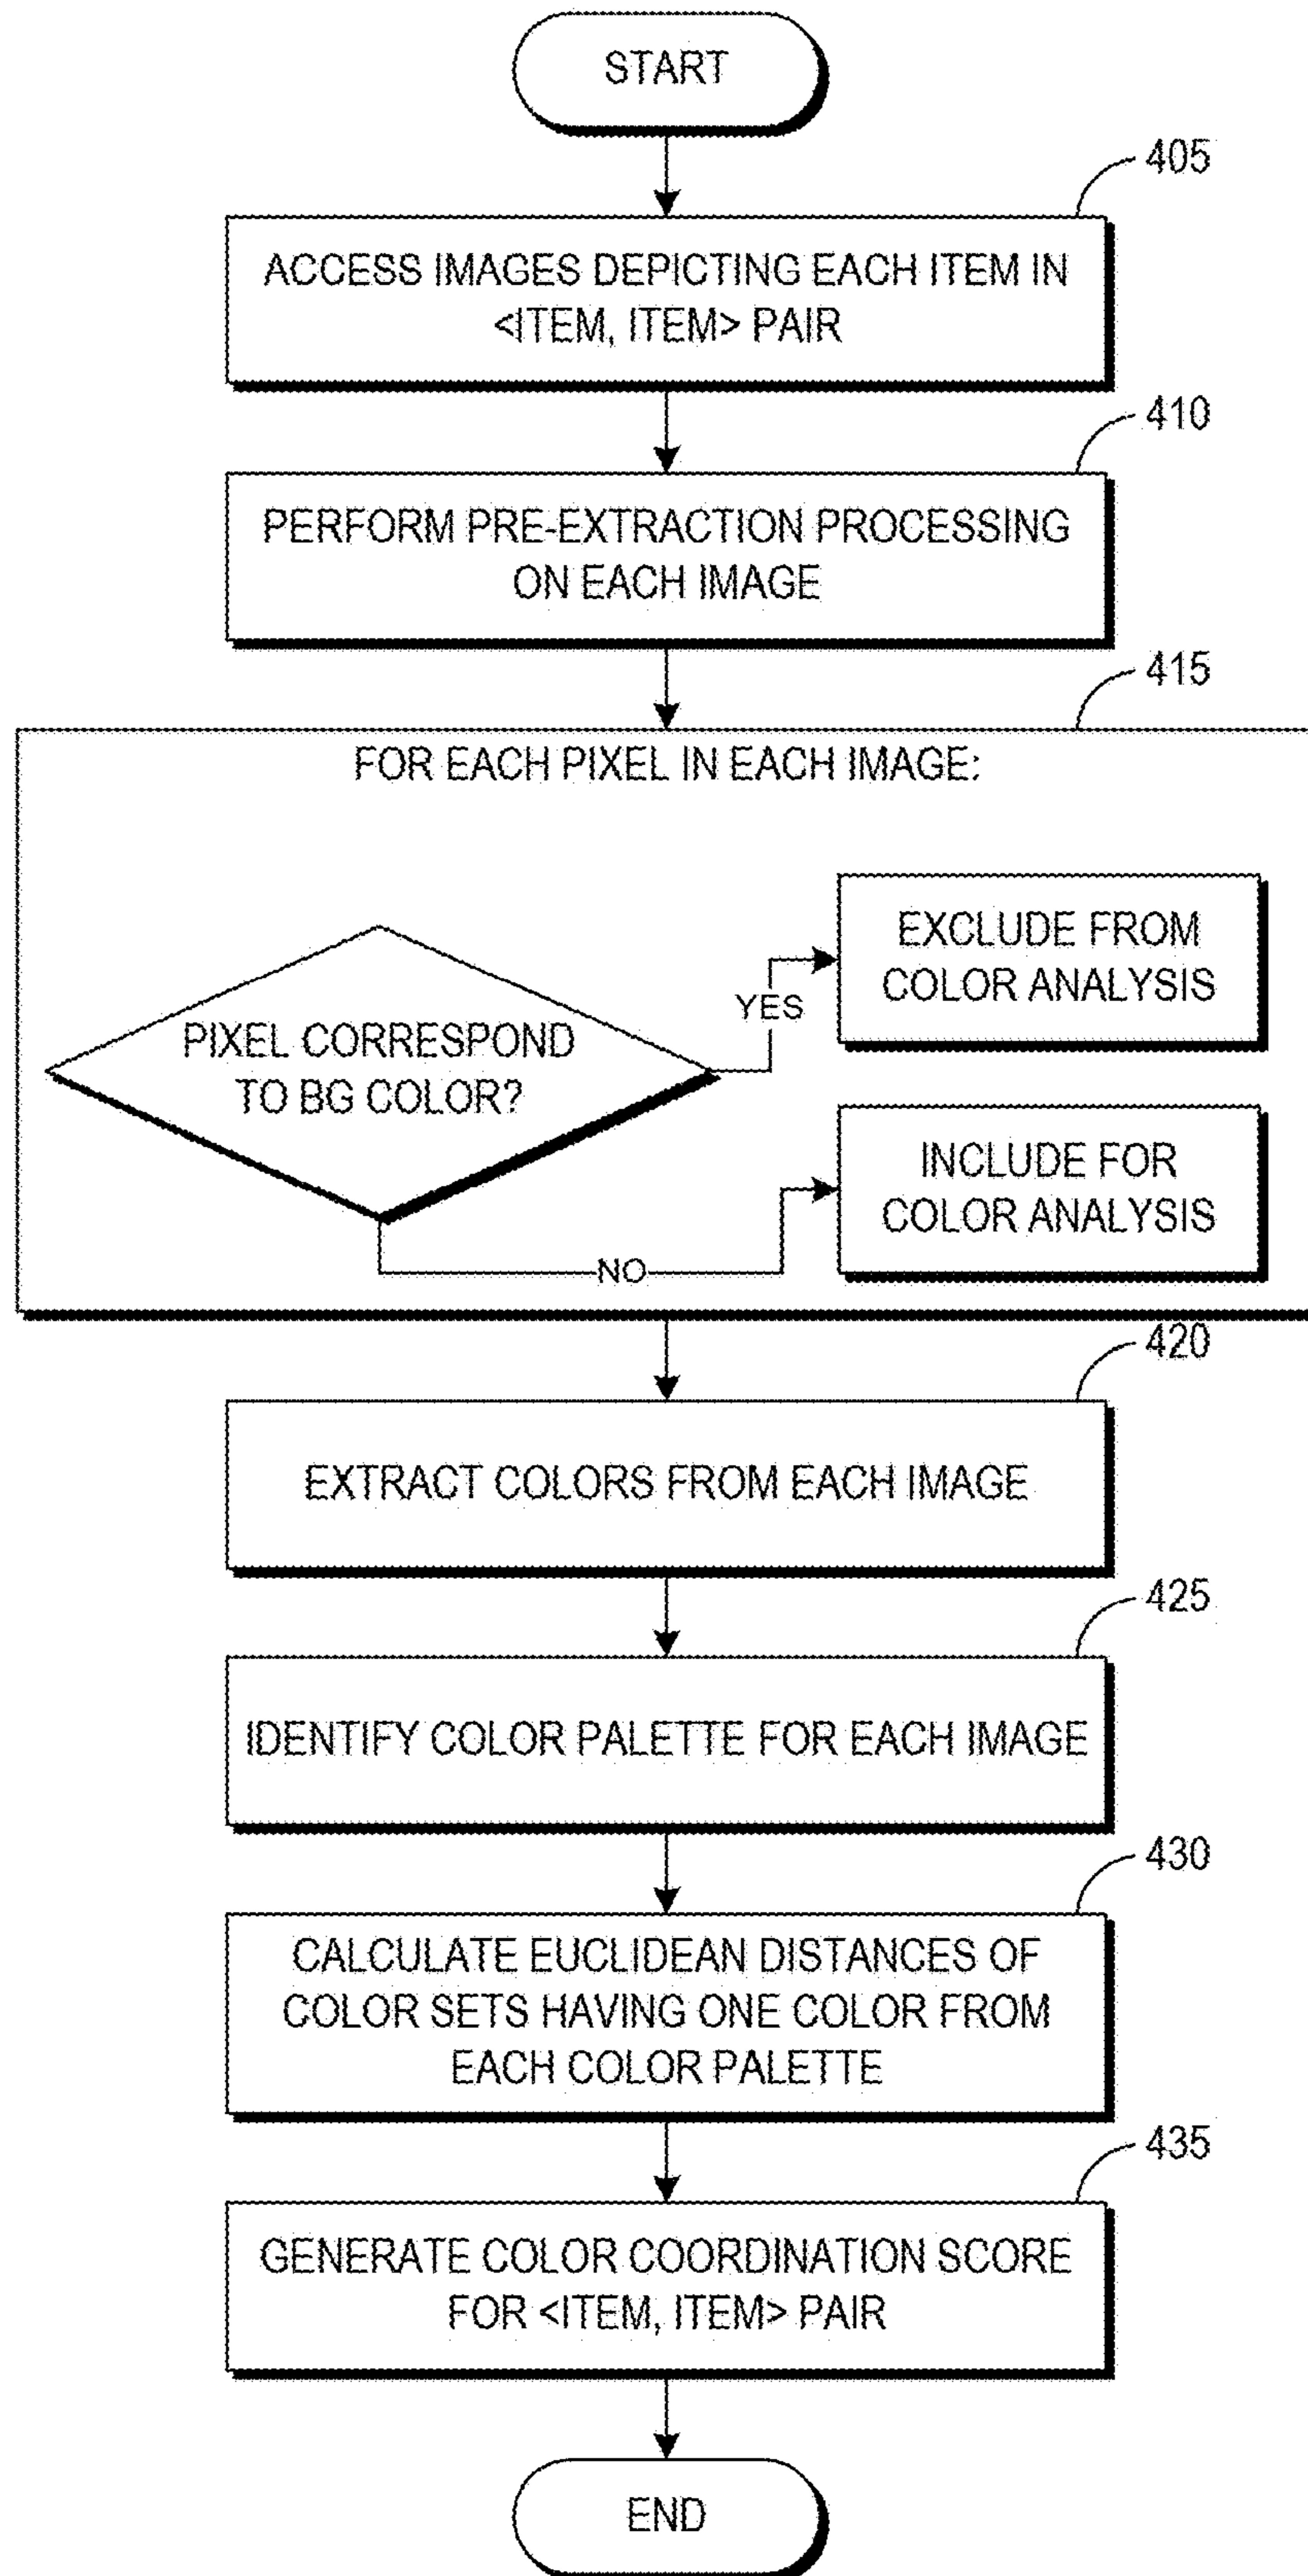 START
405
ACCESS IMAGES DEPICTING EACH ITEM IN
<ITEM, ITEM> PAIR
410
PERFORM PRE-EXTRACTION PROCESSING
ON EACH IMAGE
415
FOR EACH PIXEL IN EACH IMAGE:
PIXEL CORRESPOND
TO BG COLOR?
YES
EXCLUDE FROM
COLOR ANALYSIS
NO
INCLUDE FOR
COLOR ANALYSIS
420
EXTRACT COLORS FROM EACH IMAGE
425
IDENTIFY COLOR PALETTE FOR EACH IMAGE
430
CALCULATE EUCLIDEAN DISTANCES OF
COLOR SETS HAVING ONE COLOR FROM
EACH COLOR PALETTE
435
GENERATE COLOR COORDINATION SCORE
FOR <ITEM, ITEM> PAIR
END